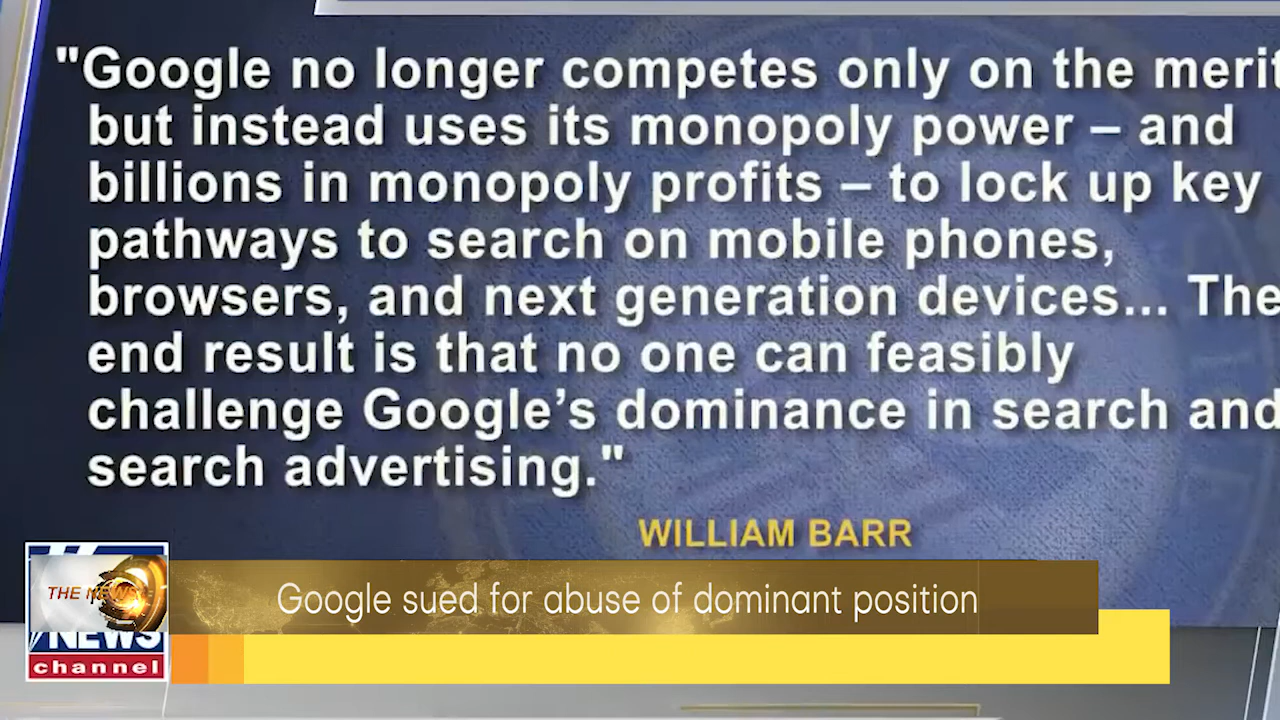 "Google no longer competes only on the merit
but instead uses its monopoly power – and
billions in monopoly profits – to lock up key
pathways to search on mobile phones,
browsers, and next generation devices... The
end result is that no one can feasibly
challenge Google’s dominance in search and
search advertising."
WILLIAM BARR
Google sued for abuse of dominant position
THE NEWS
NEWS
channel